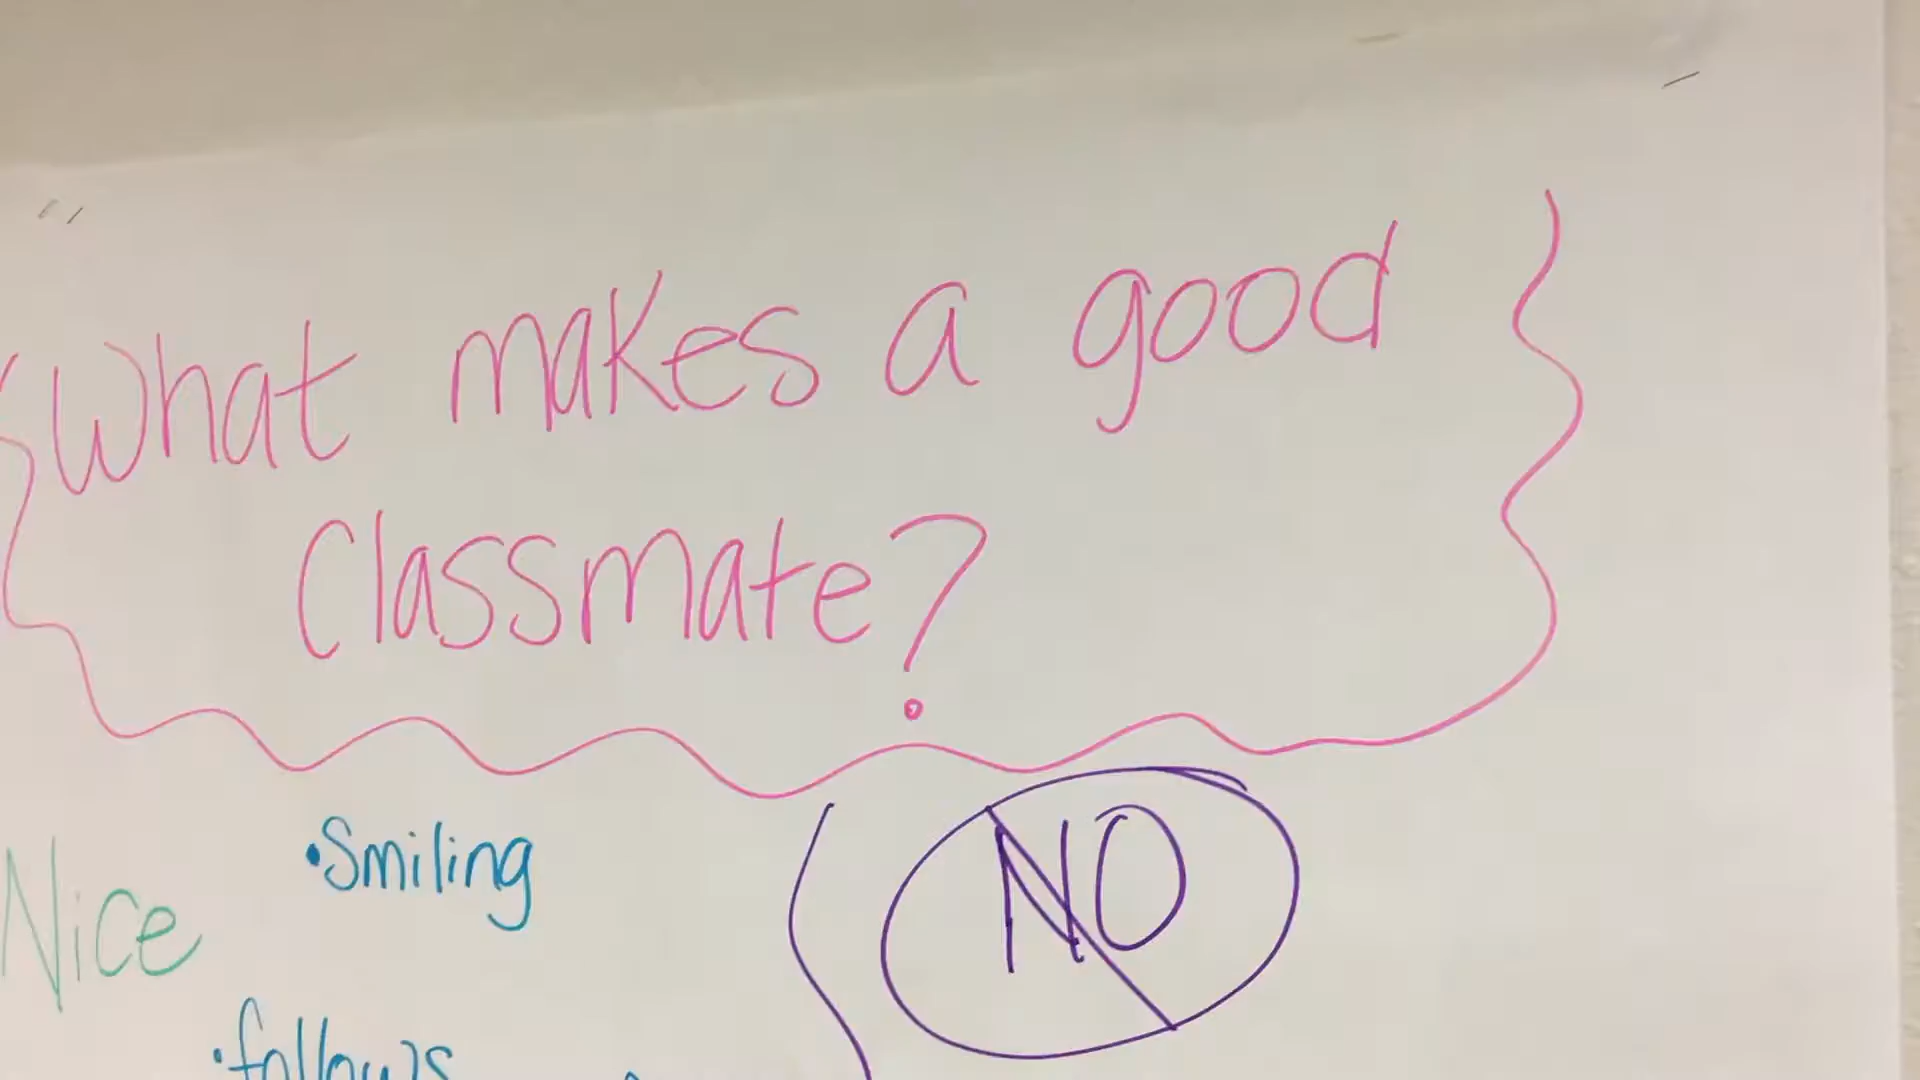 What makes a good
Classmate?
• Smiling
NO
Nice
• follows